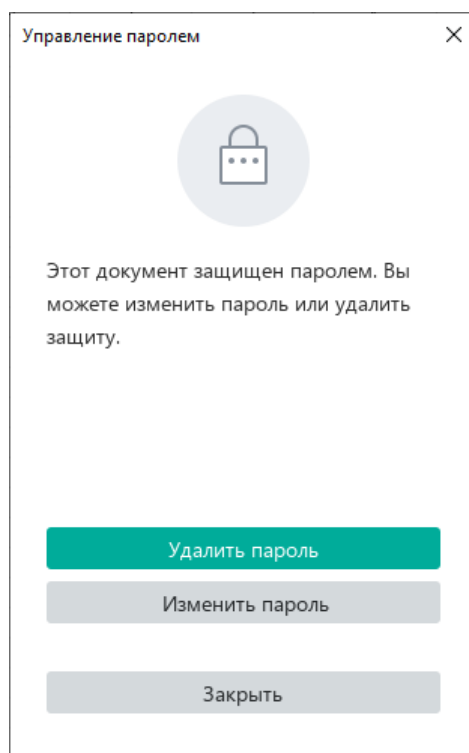 Управление паролем
Этот документ защищен паролем. Вы
можете изменить пароль или удалить
защиту.
Удалить пароль
Изменить пароль
Закрыть